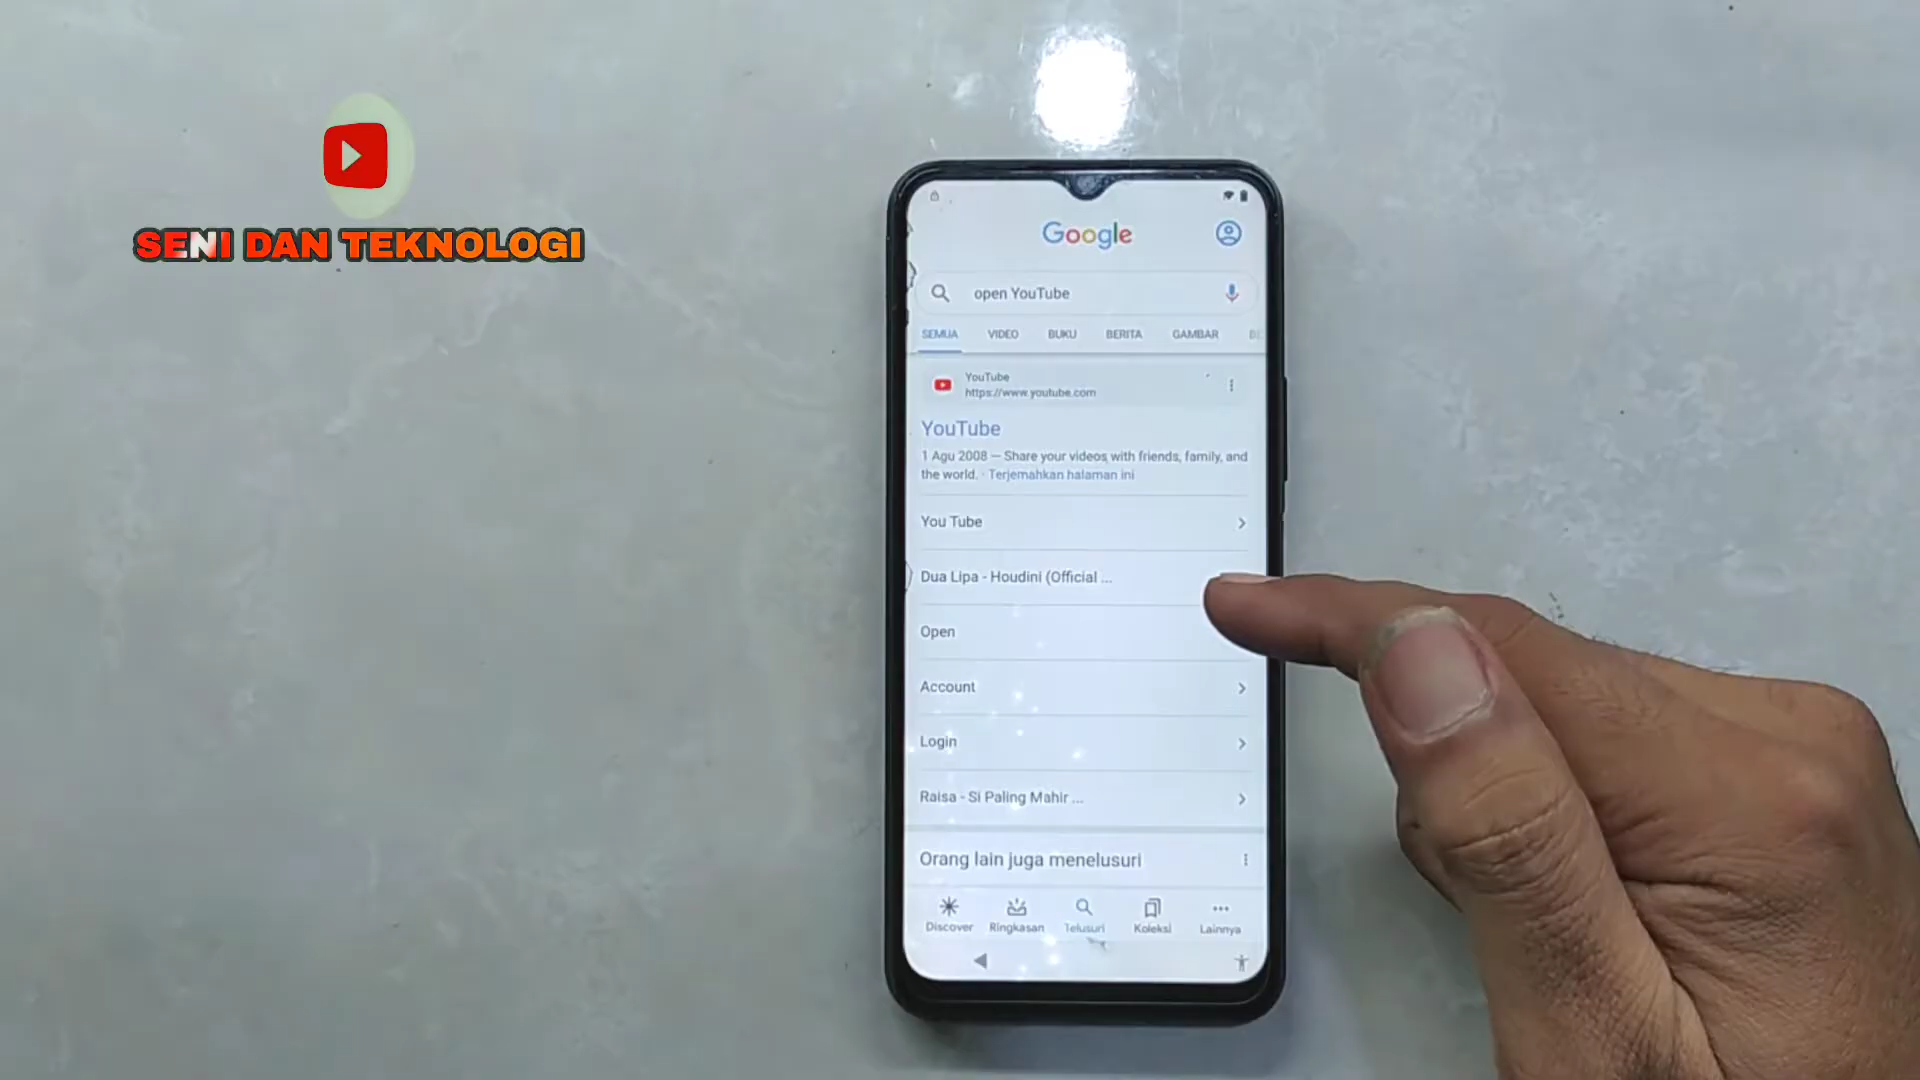 SENI DAN TEKNOLOGI
Google
open YouTube
SEMUA VIDEO BUKU BERITA GAMBAR
YouTube
https://www.youtube.com
YouTube
1 Agu 2008 — Share your videos with friends, family, and
the world. · Terjemahkan halaman ini
You Tube
Dua Lipa - Houdini (Official ...
Open
Account
Login
Raisa - Si Paling Mahir ...
Orang lain juga menelusuri
Discover Ringkasan Telusuri Koleksi Lainnya